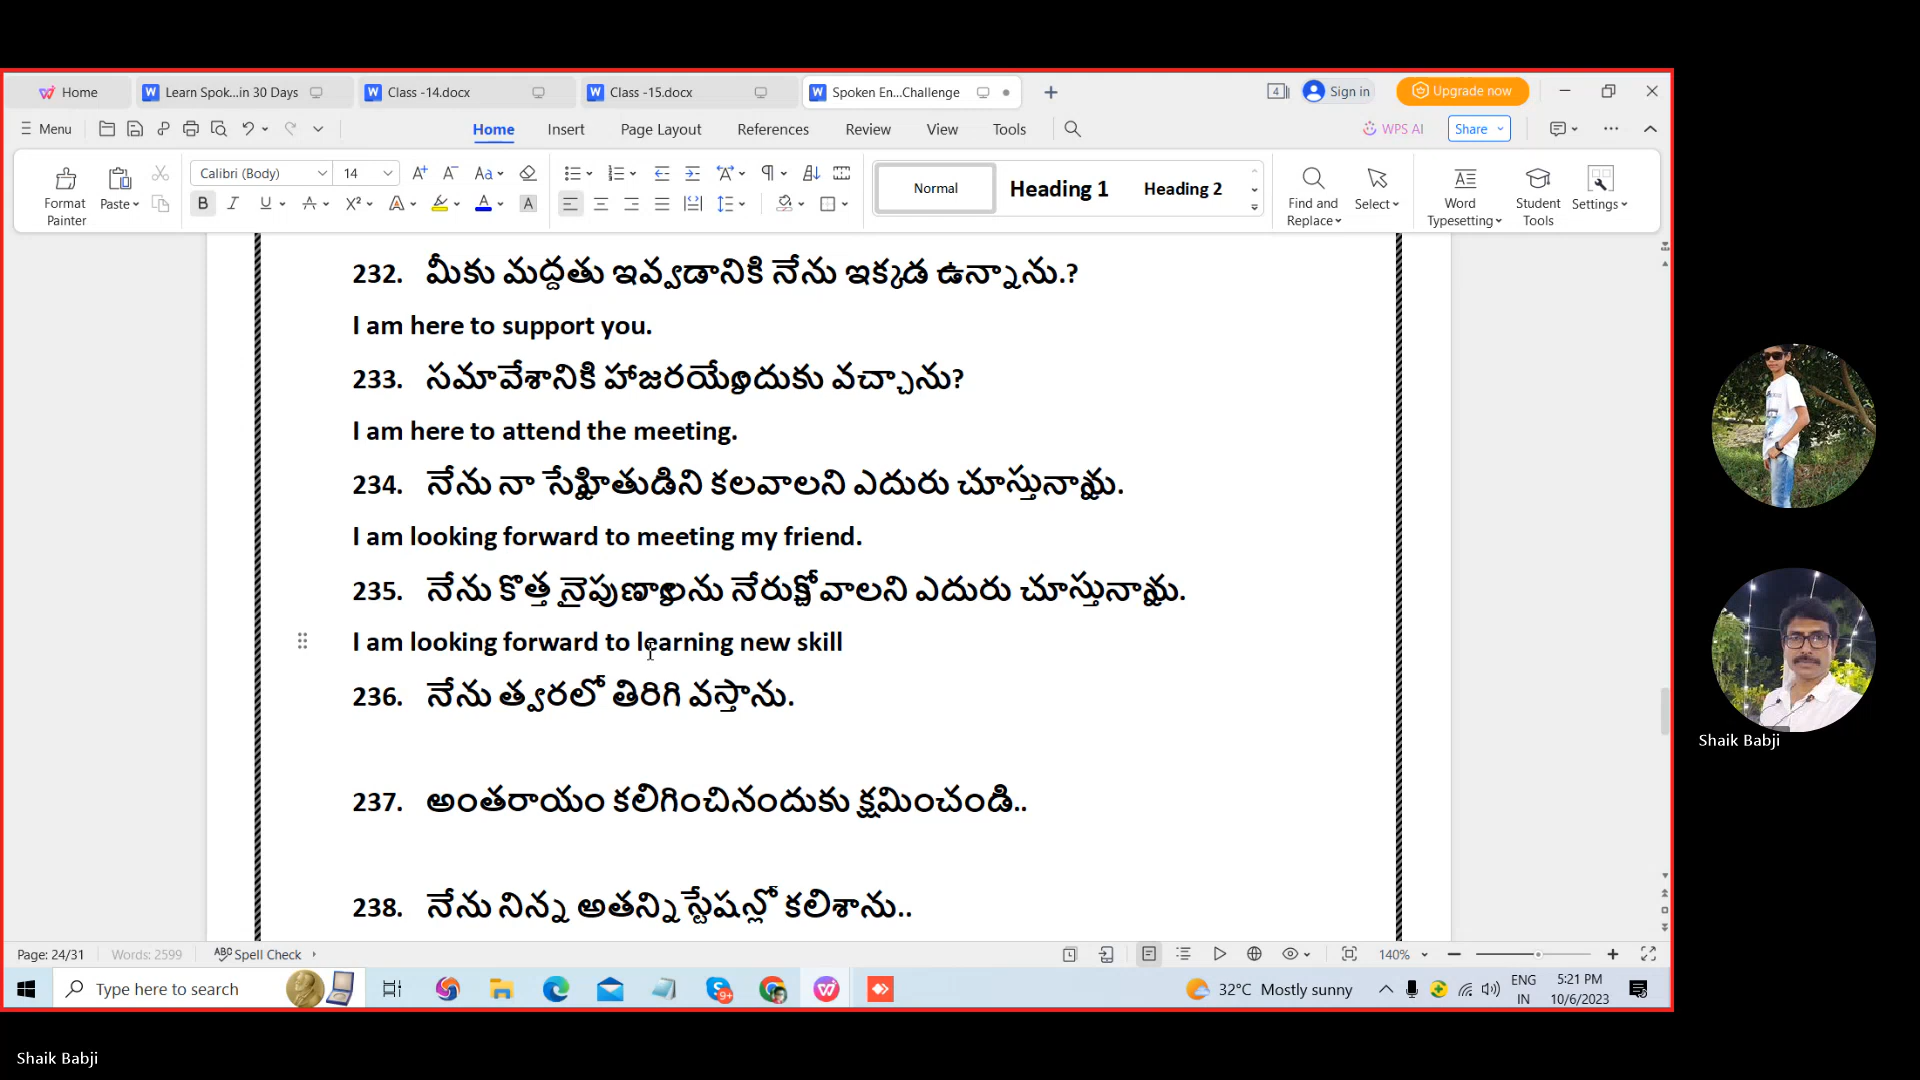 Home
Learn Spok...in 30 Days
Class -14.docx
Class -15.docx
Spoken En...Challenge
4
Sign in
Upgrade now
Menu
Home
Insert
Page Layout
References
Review
View
Tools
WPS AI
Share
Format Painter
Paste
Calibri (Body)
14
Normal
Heading 1
Heading 2
Find and Replace
Select
Word Typesetting
Student Tools
Settings
232. మీకు మద్దతు ఇవ్వడానికి నేను ఇక్కడ ఉన్నాను.?
I am here to support you.
233. సమావేశానికి హాజరయ్యేందుకు వచ్చాను?
I am here to attend the meeting.
234. నేను నా స్నేహితుడిని కలవాలని ఎదురు చూస్తున్నాను.
I am looking forward to meeting my friend.
235. నేను కొత్త నైపుణ్యాలను నేర్చుకోవాలని ఎదురు చూస్తున్నాను.
I am looking forward to learning new skill
236. నేను త్వరలో తిరిగి వస్తాను.
237. అంతరాయం కలిగించినందుకు క్షమించండి..
238. నేను నిన్న అతన్ని స్టేషన్లో కలిశాను..
Page: 24/31
Words: 2599
Spell Check
140%
Type here to search
32°C Mostly sunny
ENG
IN
5:21 PM
10/6/2023
Shaik Babji
Shaik Babji